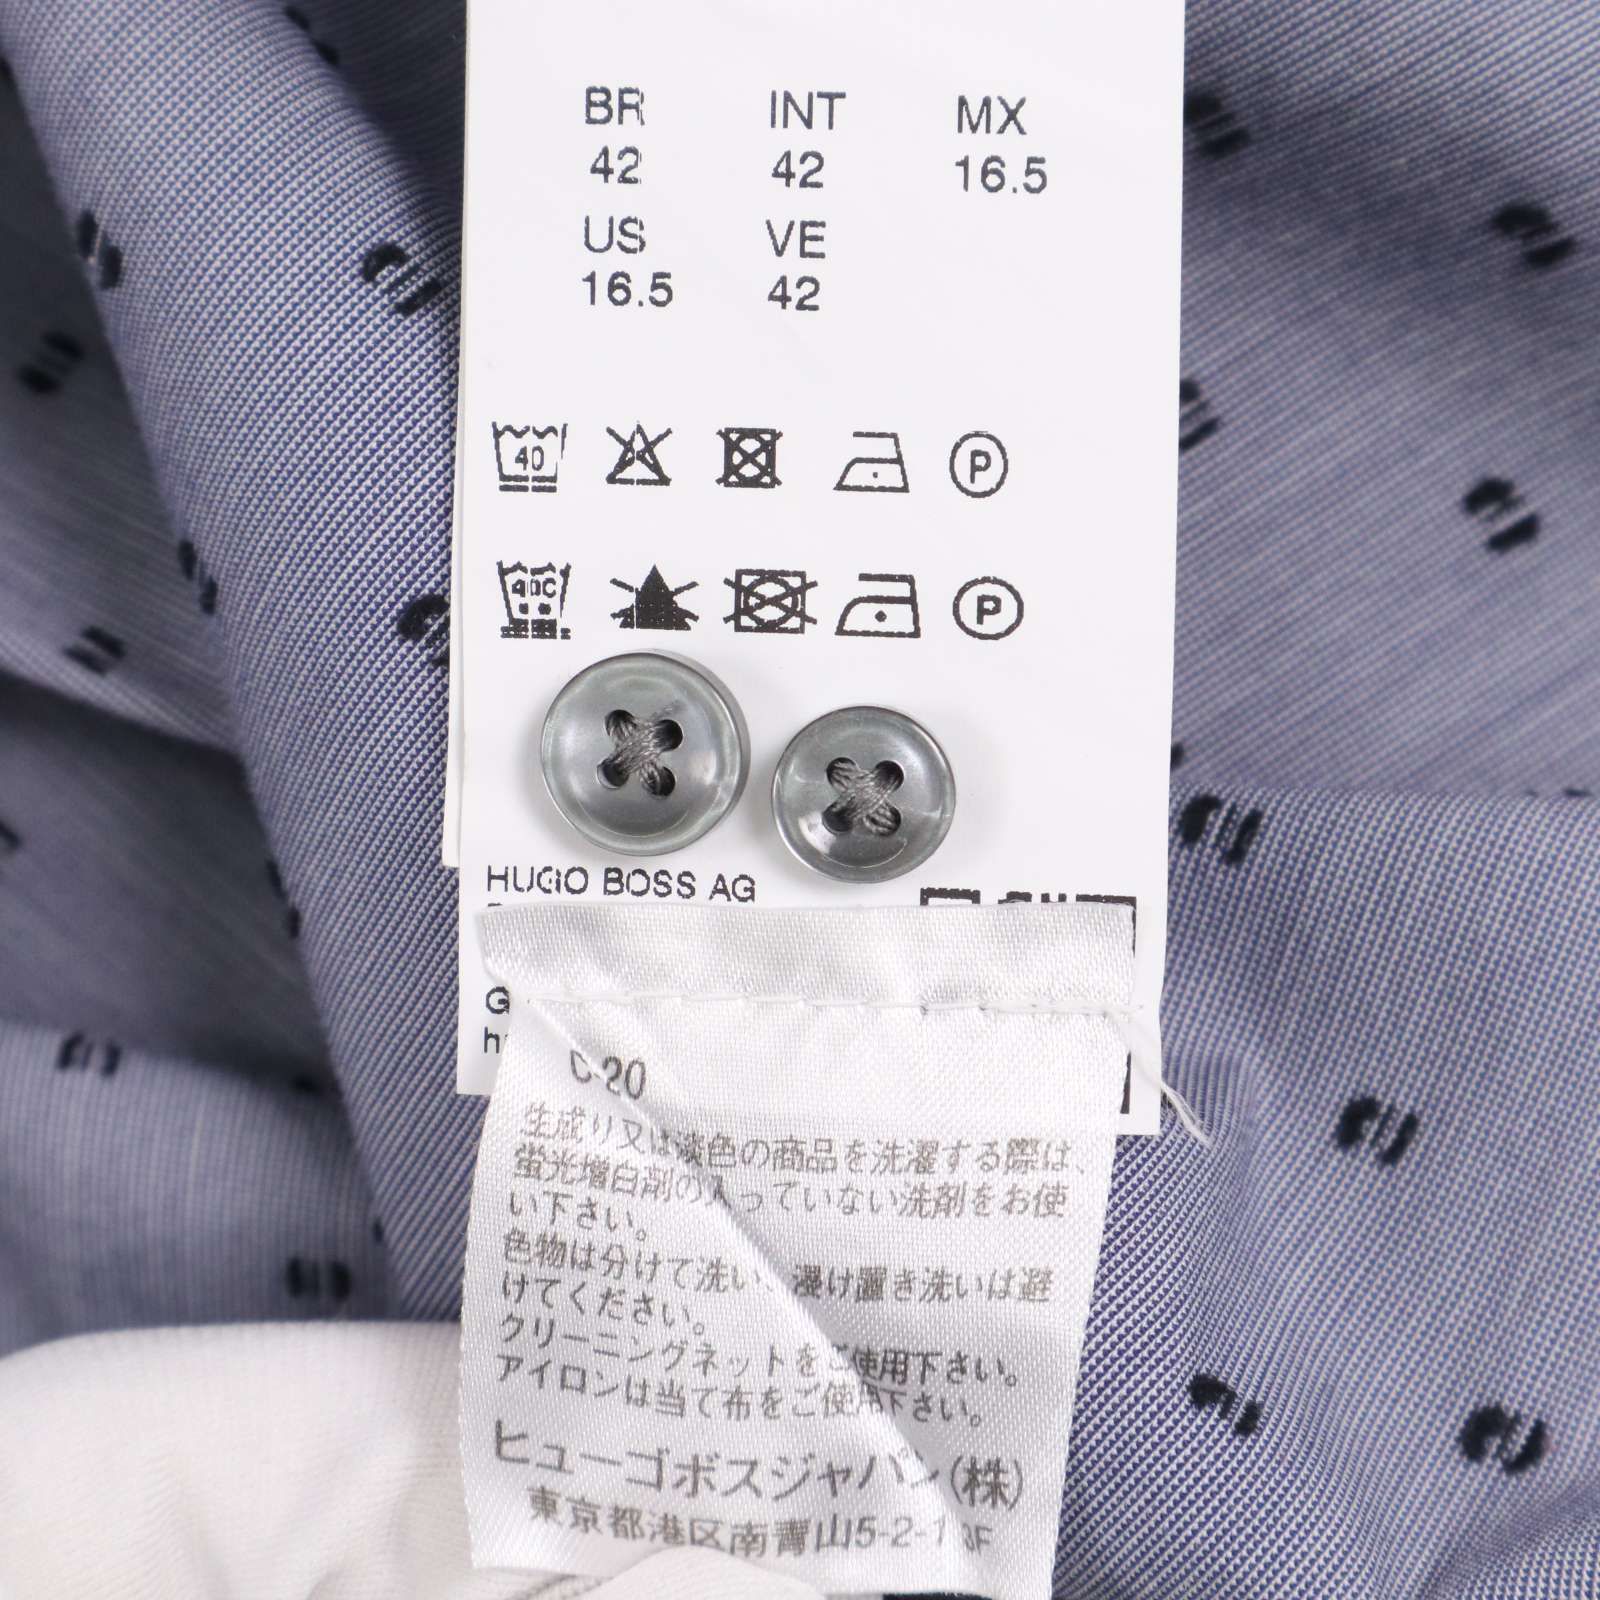 BR INT MX
42 42 16.5
US VE
16.5 42
40 P
40C P
HUGO BOSS AG
G
h
C 20
生成り又は淡色の商品を洗濯する際は、
蛍光増白剤の入っていない洗剤をお使
い下さい。
色物は分けて洗い、浸け置き洗いは避
けてください。
クリーニングネットをご使用下さい。
アイロンは当て布をご使用下さい。
ヒューゴボスジャパン(株)
東京都港区南青山5-2-1 3F